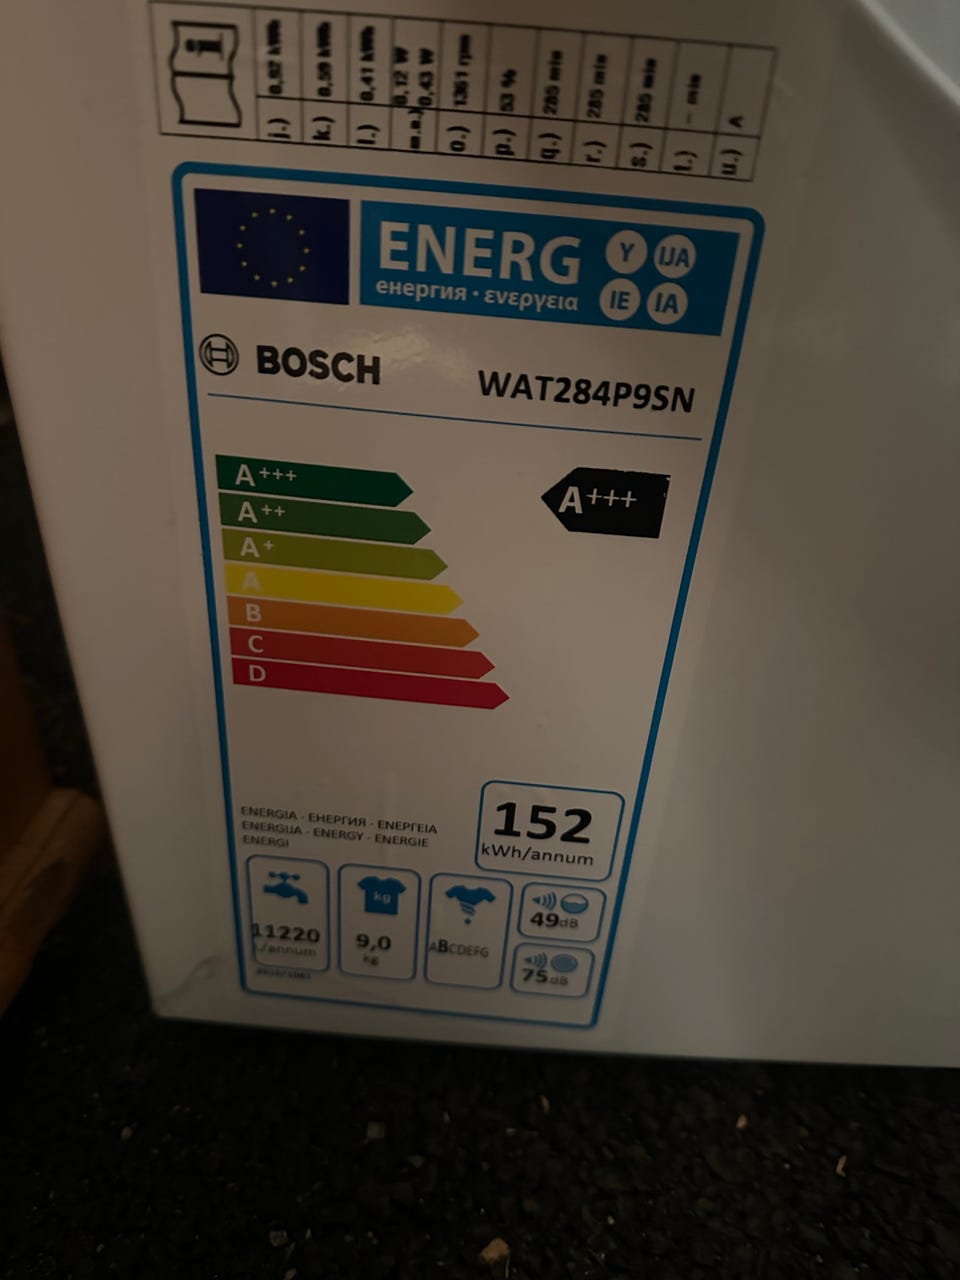 i
j.) 0,92 kWh
k.) 0,59 kWh
l.) 0,41 kWh
m.n.) 0,12 W
0,43 W
o.) 1361 rpm
p.) 53 %
q.) 285 min
r.) 285 min
s.) 285 min
t.) – min
u.) A
ENERG Y IJA
енергия · ενεργεια IE IA
BOSCH WAT284P9SN
A+++ A+++
A++
A+
A
B
C
D
ENERGIA · ЕНЕРГИЯ · ΕΝΕΡΓΕΙΑ
ENERGIJA · ENERGY · ENERGIE
ENERGI
152
kWh/annum
11220
L/annum
kg
9,0
kg
ABCDEFG
49dB
75dB